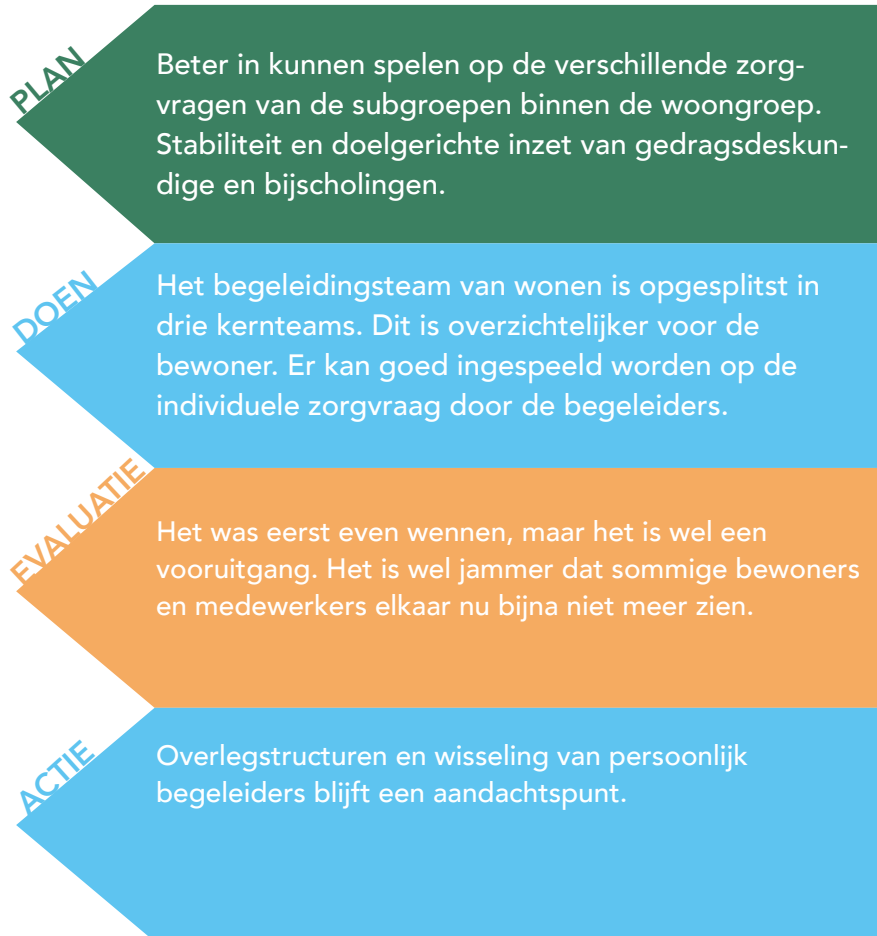 PLAN
Beter in kunnen spelen op de verschillende zorg-
vragen van de subgroepen binnen de woongroep.
Stabiliteit en doelgerichte inzet van gedragsdeskun-
dige en bijscholingen.
DOEN
Het begeleidingsteam van wonen is opgesplitst in
drie kernteams. Dit is overzichtelijker voor de
bewoner. Er kan goed ingespeeld worden op de
individuele zorgvraag door de begeleiders.
EVALUATIE
Het was eerst even wennen, maar het is wel een
vooruitgang. Het is wel jammer dat sommige bewoners
en medewerkers elkaar nu bijna niet meer zien.
ACTIE
Overlegstructuren en wisseling van persoonlijk
begeleiders blijft een aandachtspunt.